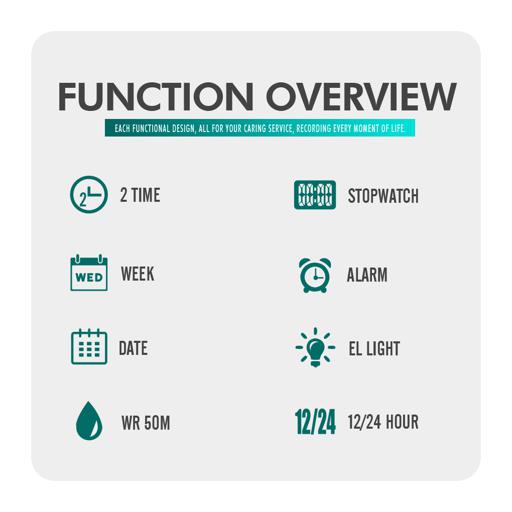 FUNCTION OVERVIEW
EACH FUNCTIONAL DESIGN, ALL FOR YOUR CARING SERVICE, RECORDING EVERY MOMENT OF LIFE.
2
2 TIME
00:00
STOPWATCH
WED
WEEK
ALARM
DATE
EL LIGHT
WR 50M
12/24
12/24 HOUR